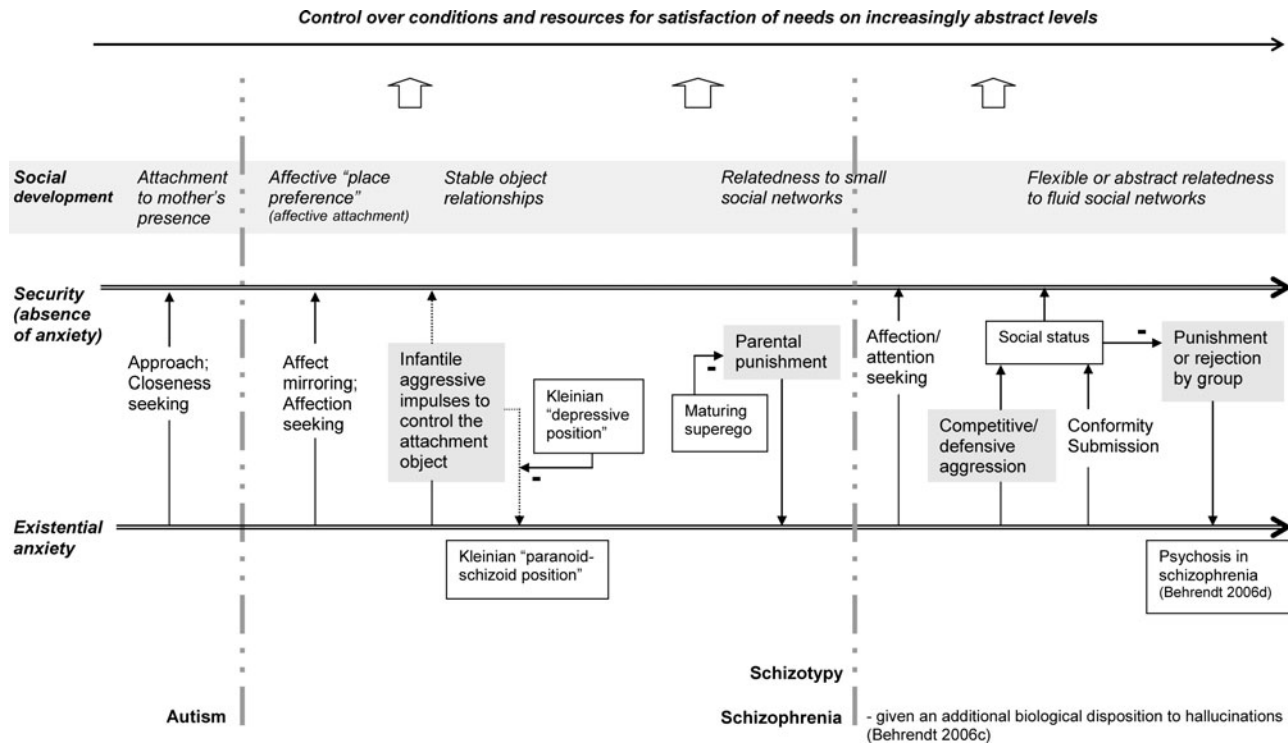 Control over conditions and resources for satisfaction of needs on increasingly abstract levels
Social
development
Attachment
to mother's
presence
Affective "place
preference"
(affective attachment)
Stable object
relationships
Relatedness to small
social networks
Flexible or abstract relatedness
to fluid social networks
Security
(absence
of anxiety)
Approach;
Closeness
seeking
Affect
mirroring;
Affection
seeking
Infantile
aggressive
impulses to
control the
attachment
object
Kleinian
"depressive
position"
-
Maturing
superego
-
Parental
punishment
Affection/
attention
seeking
Social status
-
Punishment
or rejection
by group
Competitive/
defensive
aggression
Conformity
Submission
Existential
anxiety
Kleinian "paranoid-
schizoid position"
Psychosis in
schizophrenia
(Behrendt 2006d)
Schizotypy
Autism
Schizophrenia
- given an additional biological disposition to hallucinations
(Behrendt 2006c)